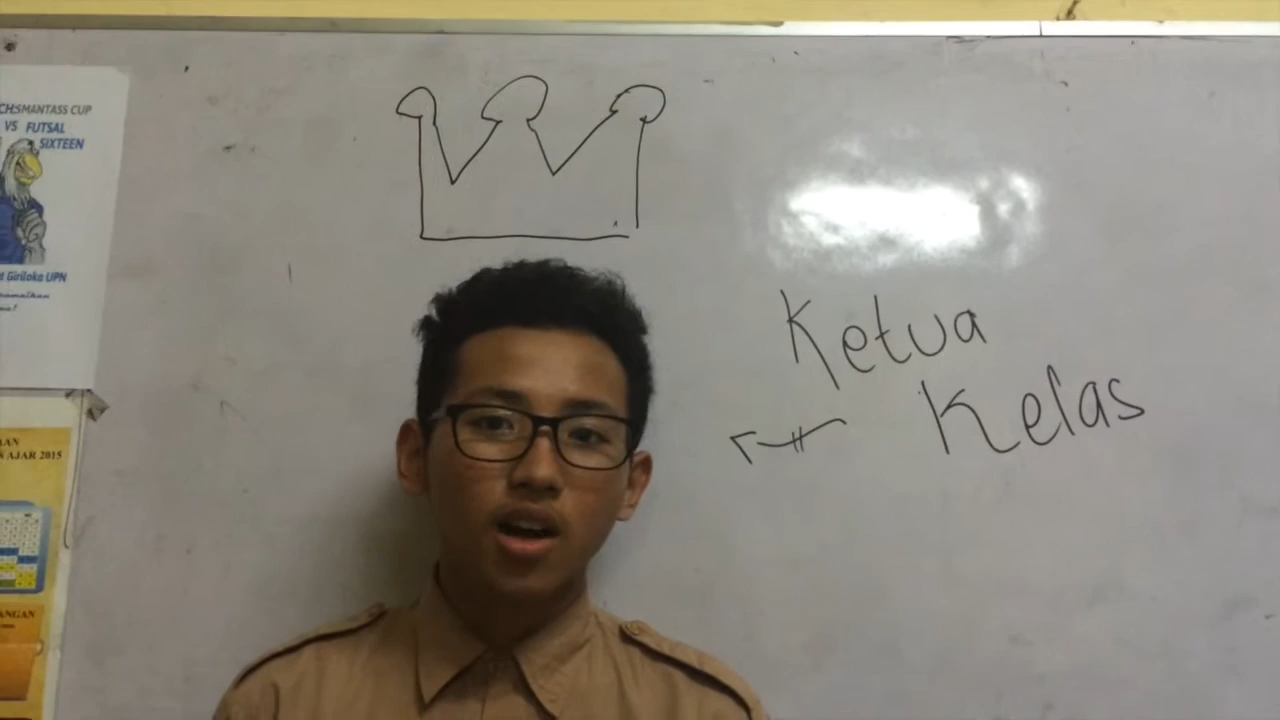 CHSMANTASS CUP
VS FUTSAL
SIXTEEN
Giriloka UPN
AJAR 2015
Ketua
Kelas